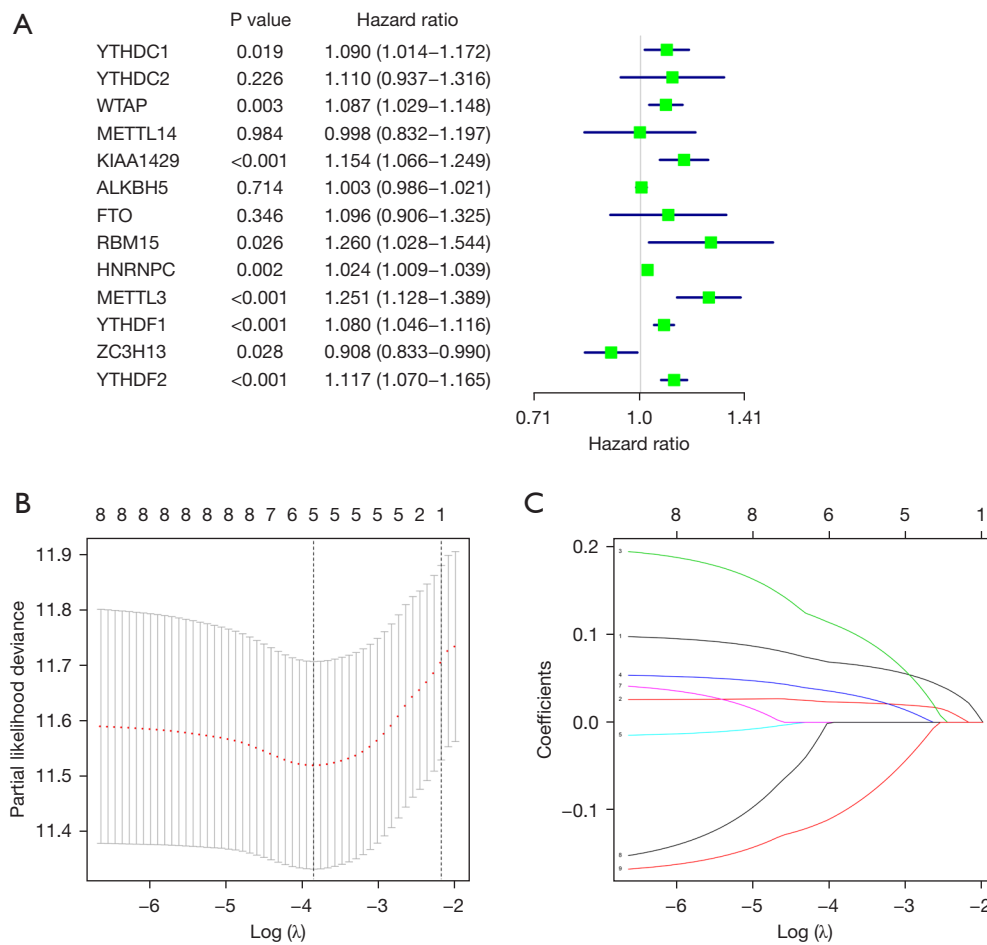 A
P value Hazard ratio
YTHDC1 0.019 1.090 (1.014–1.172)
YTHDC2 0.226 1.110 (0.937–1.316)
WTAP 0.003 1.087 (1.029–1.148)
METTL14 0.984 0.998 (0.832–1.197)
KIAA1429 <0.001 1.154 (1.066–1.249)
ALKBH5 0.714 1.003 (0.986–1.021)
FTO 0.346 1.096 (0.906–1.325)
RBM15 0.026 1.260 (1.028–1.544)
HNRNPC 0.002 1.024 (1.009–1.039)
METTL3 <0.001 1.251 (1.128–1.389)
YTHDF1 <0.001 1.080 (1.046–1.116)
ZC3H13 0.028 0.908 (0.833–0.990)
YTHDF2 <0.001 1.117 (1.070–1.165)
0.71 1.0 1.41
Hazard ratio
B
8 8 8 8 8 8 8 8 7 6 5 5 5 5 5 2 1
11.9
11.8
11.7
11.6
11.5
11.4
Partial likelihood deviance
−6 −5 −4 −3 −2
Log (λ)
C
8 8 6 5 1
0.2
0.1
0.0
−0.1
Coefficients
3
1
4
7
2
5
8
9
−6 −5 −4 −3 −2
Log (λ)